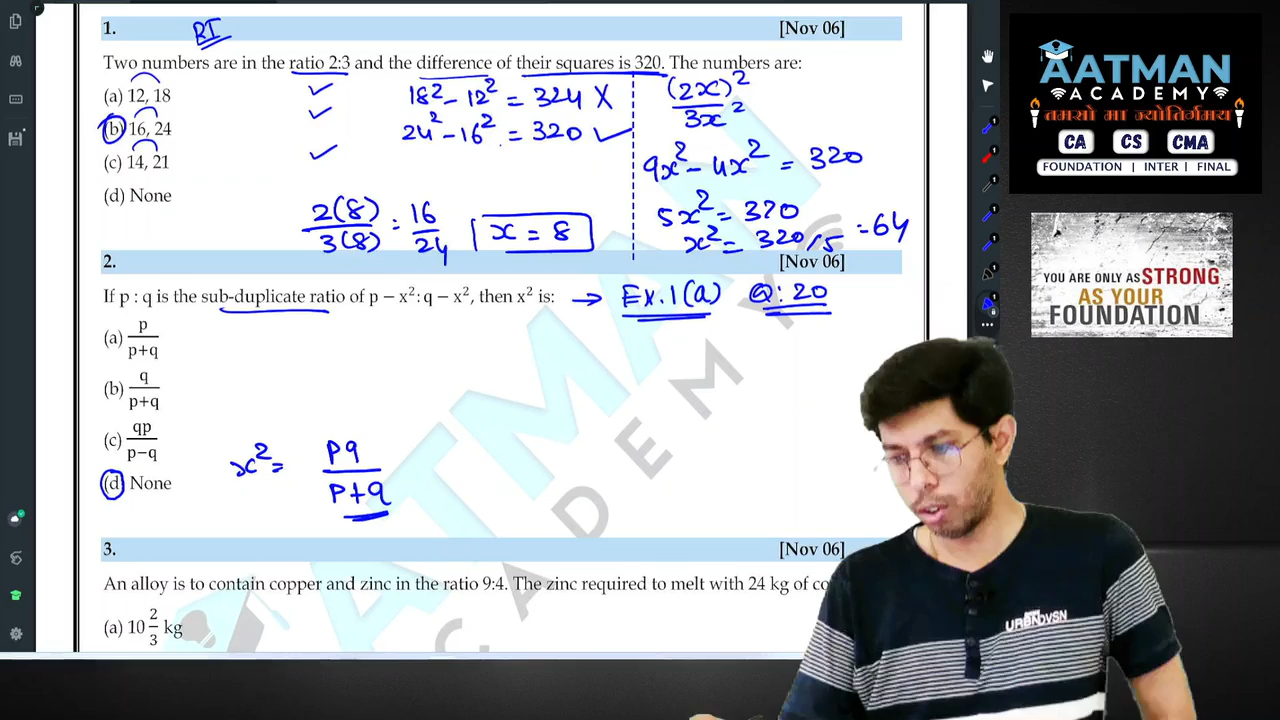 1. RI [Nov 06]
Two numbers are in the ratio 2:3 and the difference of their squares is 320. The numbers are:
(a) 12, 18
(b) 16, 24
(c) 14, 21
(d) None
18² − 12² = 324 X
24² − 16² = 320 ✓
2(8)/3(8) = 16/24
x = 8
(2x)²/3x²
9x² − 4x² = 320
5x² = 320
x² = 320/5 = 64
2. [Nov 06]
If p : q is the sub-duplicate ratio of p − x² : q − x², then x² is: → Ex.1(a) Q: 20
(a) p/p+q
(b) q/p+q
(c) qp/p−q
(d) None
x² = pq/p+q
3. [Nov 06]
An alloy is to contain copper and zinc in the ratio 9:4. The zinc required to melt with 24 kg of
(a) 10 2/3 kg
AATMAN
ACADEMY
तमसो मा ज्योतिर्गमय
CA CS CMA
FOUNDATION | INTER | FINAL
YOU ARE ONLY AS STRONG
AS YOUR
FOUNDATION
AATMAN
ACADEMY